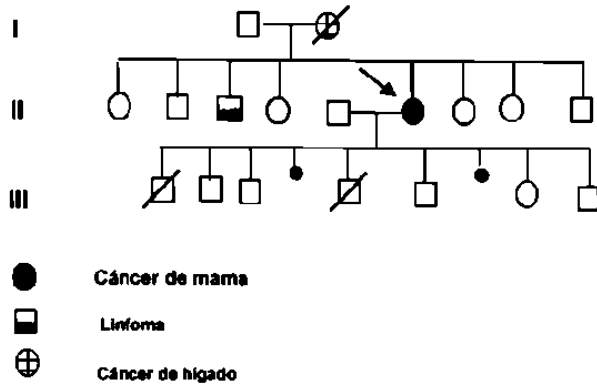 I
II
III
Cáncer de mama
Linfoma
Cáncer de hígado